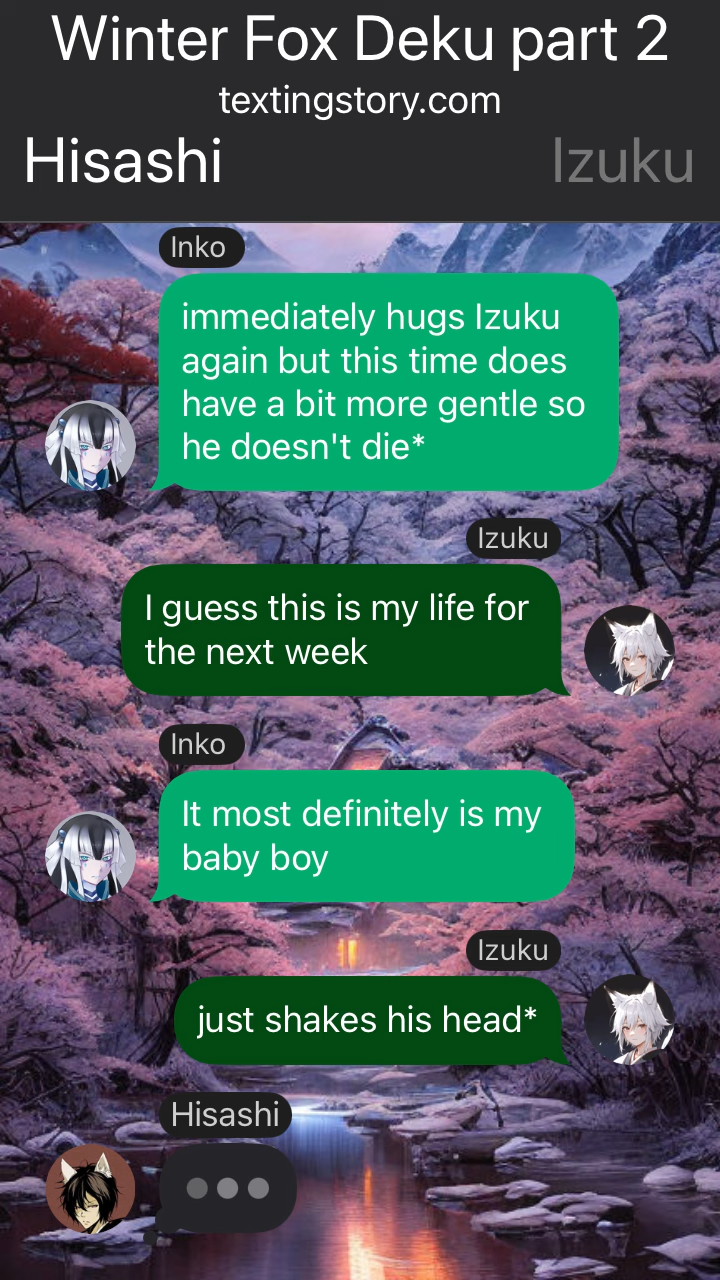 Winter Fox Deku part 2
textingstory.com
Hisashi
Izuku
Inko
immediately hugs Izuku
again but this time does
have a bit more gentle so
he doesn't die*
Izuku
I guess this is my life for
the next week
Inko
It most definitely is my
baby boy
Izuku
just shakes his head*
Hisashi